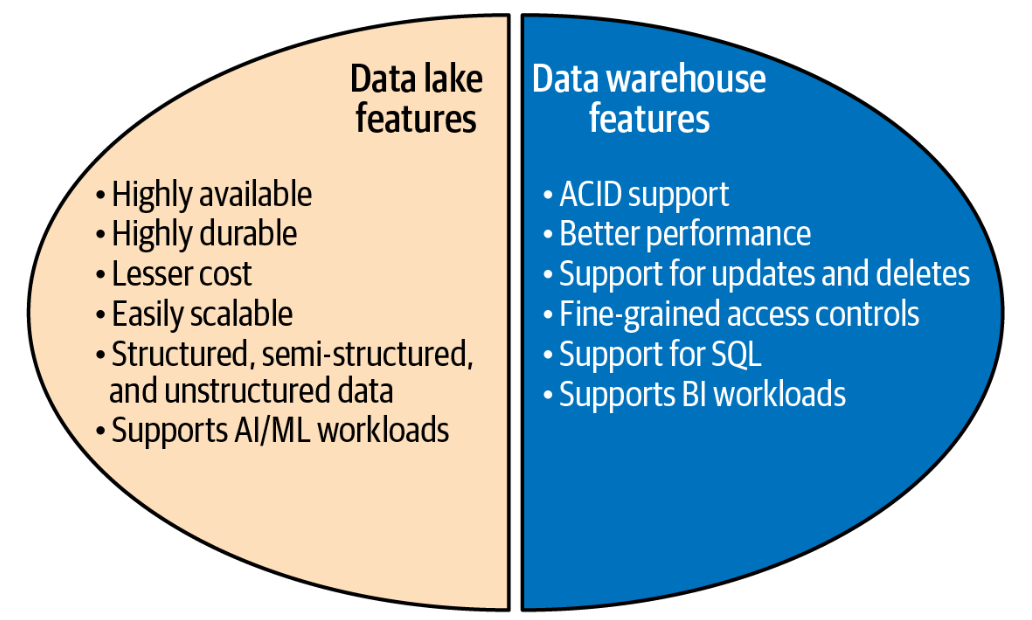 Data lake
features
• Highly available
• Highly durable
• Lesser cost
• Easily scalable
• Structured, semi-structured,
and unstructured data
• Supports AI/ML workloads
Data warehouse
features
• ACID support
• Better performance
• Support for updates and deletes
• Fine-grained access controls
• Support for SQL
• Supports BI workloads